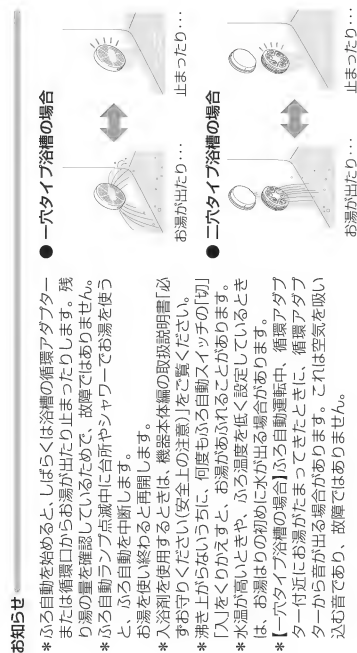 お知らせ
*ふろ自動を始めると、しばらくは浴槽の循環アダプター
または循環口からお湯が出たり止まったりします。残
り湯の量を確認しているためで、故障ではありません。
*ふろ自動ランプ点滅中に台所やシャワーでお湯を使う
と、ふろ自動を中断します。
お湯を使い終わると再開します。
*入浴剤を使用するときは、機器本体編の取扱説明書「必
ずお守りください(安全上の注意)」をご覧ください。
*沸き上がらないうちに、何度もふろ自動スイッチの「切」
「入」をくりかえすと、お湯があふれることがあります。
*水温が高いときや、ふろ温度を低く設定しているとき
は、お湯はりの初めに水が出る場合があります。
*【一穴タイプ浴槽の場合】ふろ自動運転中、循環アダプ
ター付近にお湯がたまってきたときに、循環アダプ
ターから音が出る場合があります。これは空気を吸い
込む音であり、故障ではありません。
●一穴タイプ浴槽の場合
お湯が出たり・・・
止まったり・・・
●二穴タイプ浴槽の場合
お湯が出たり・・・
止まったり・・・